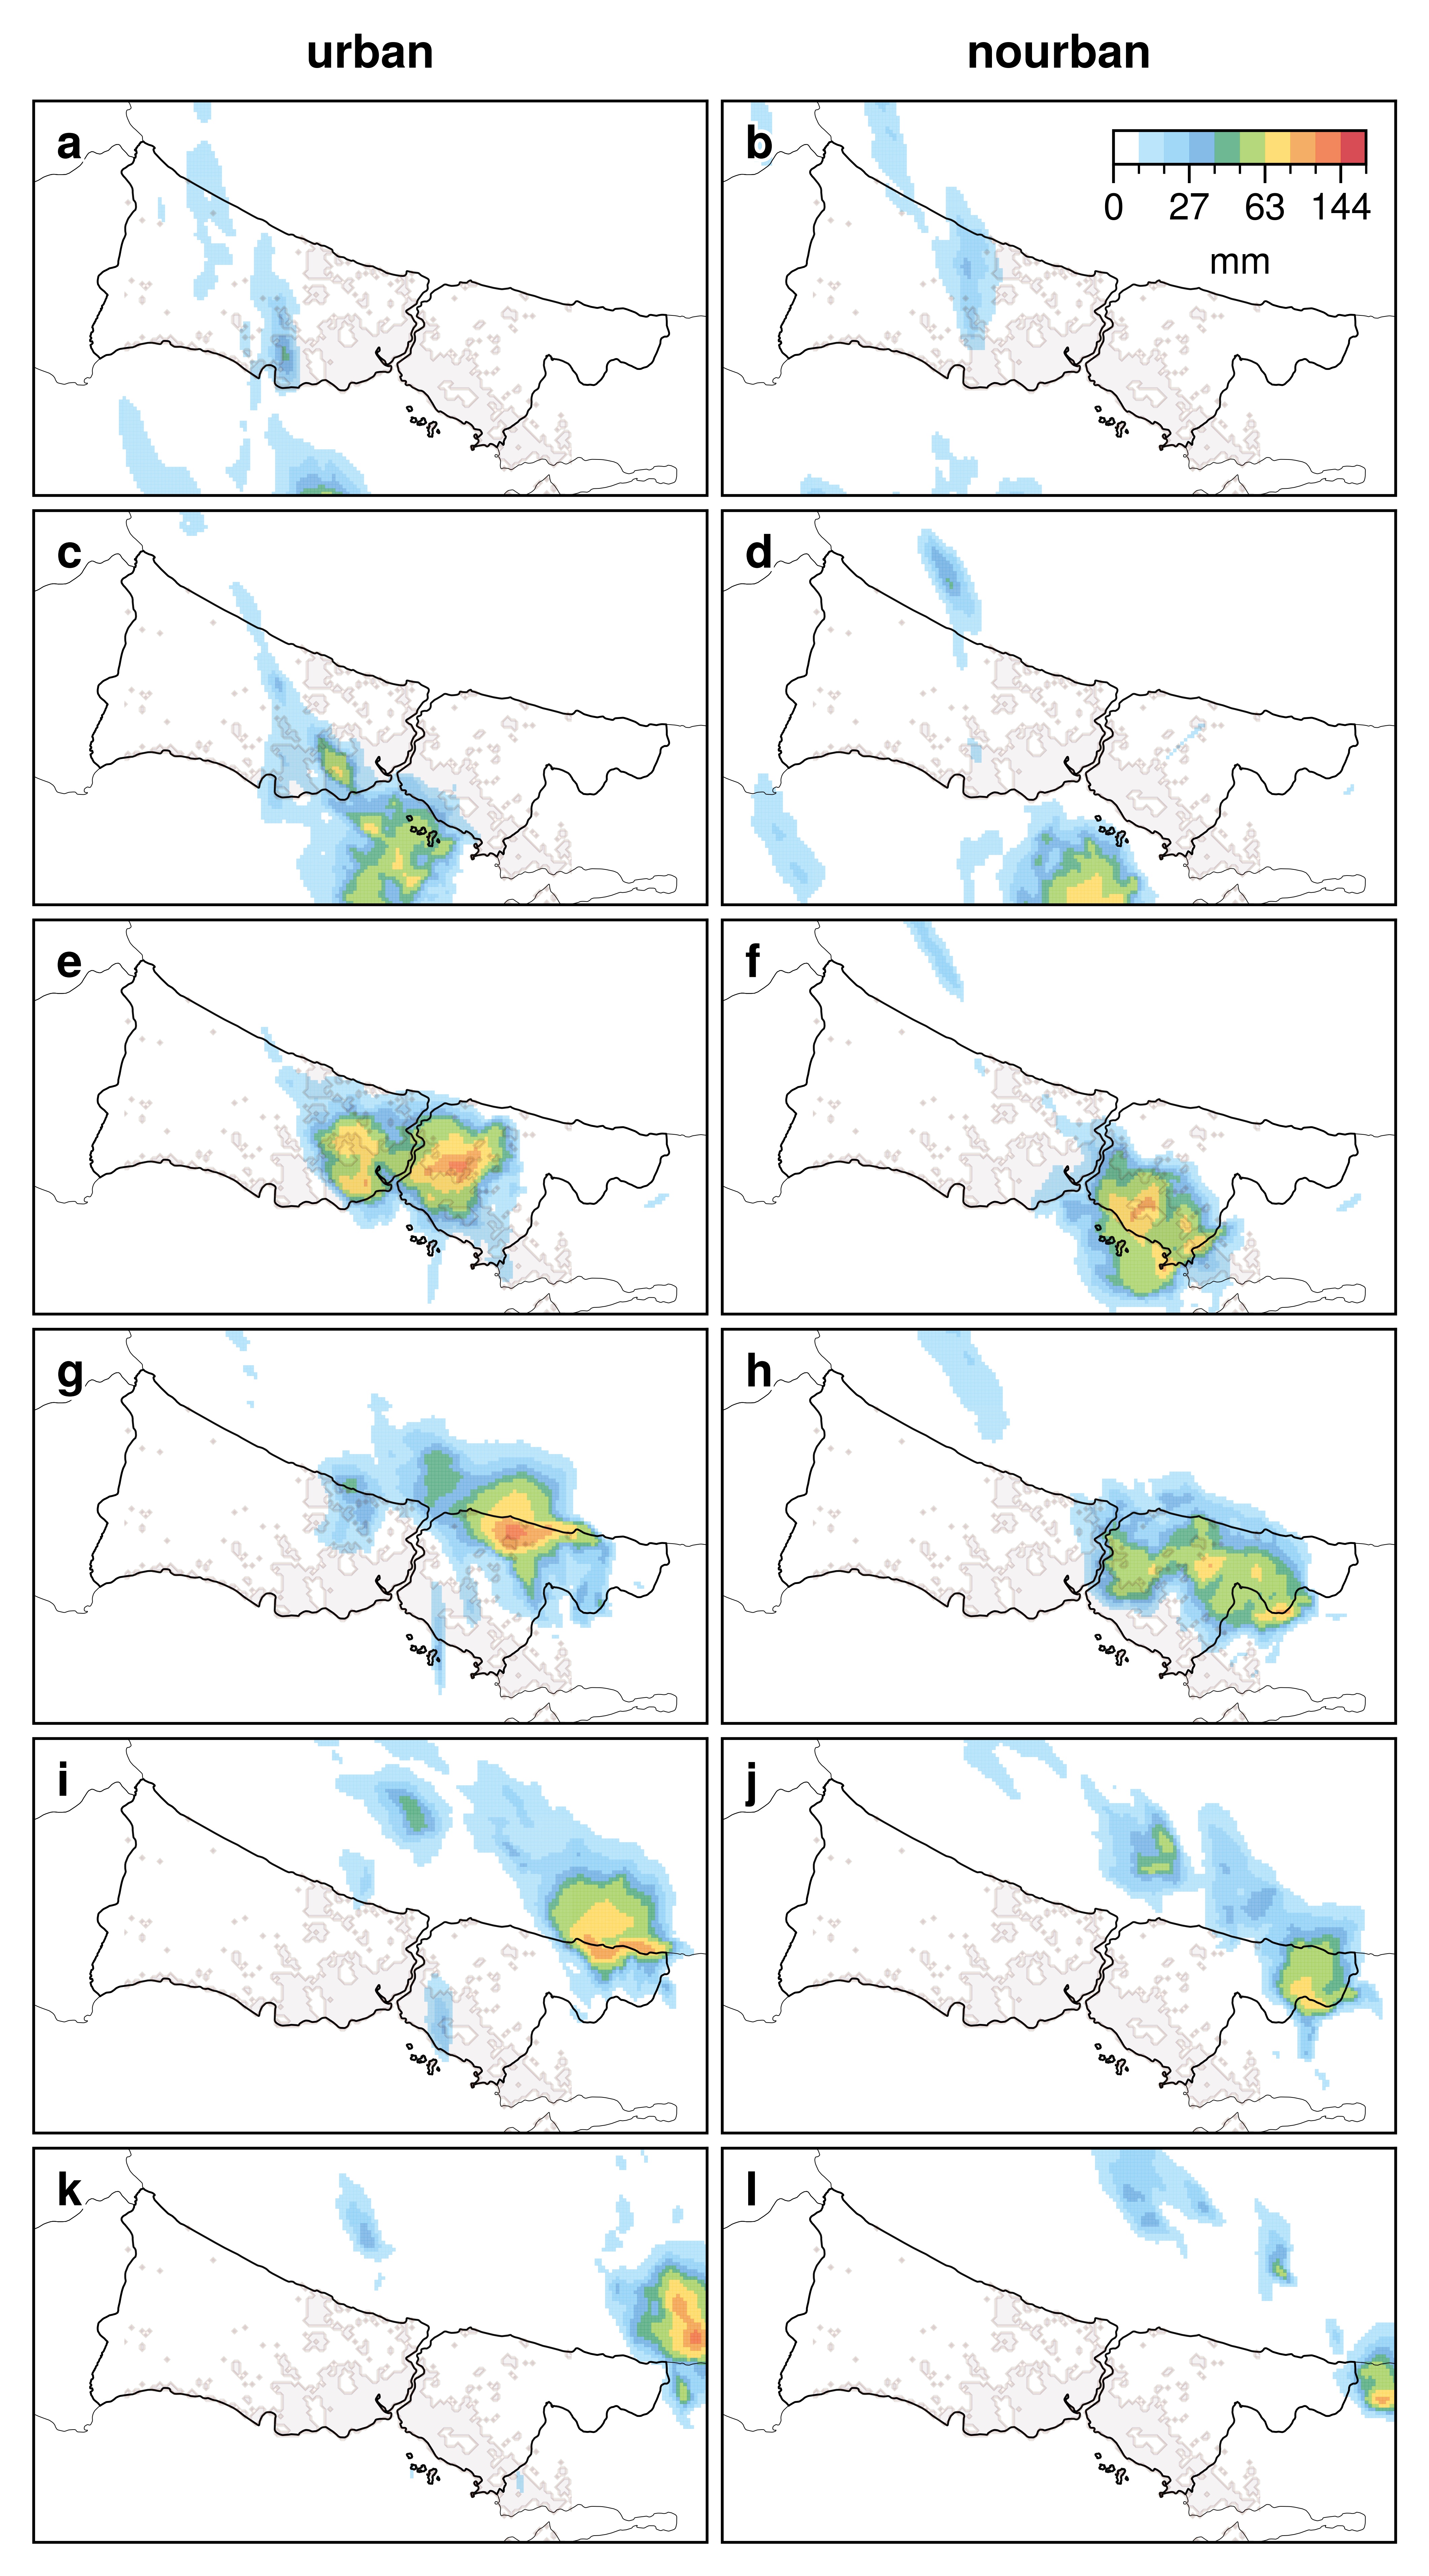 urban nourban
a b
0 27 63 144
mm
c d
e f
g h
i j
k l